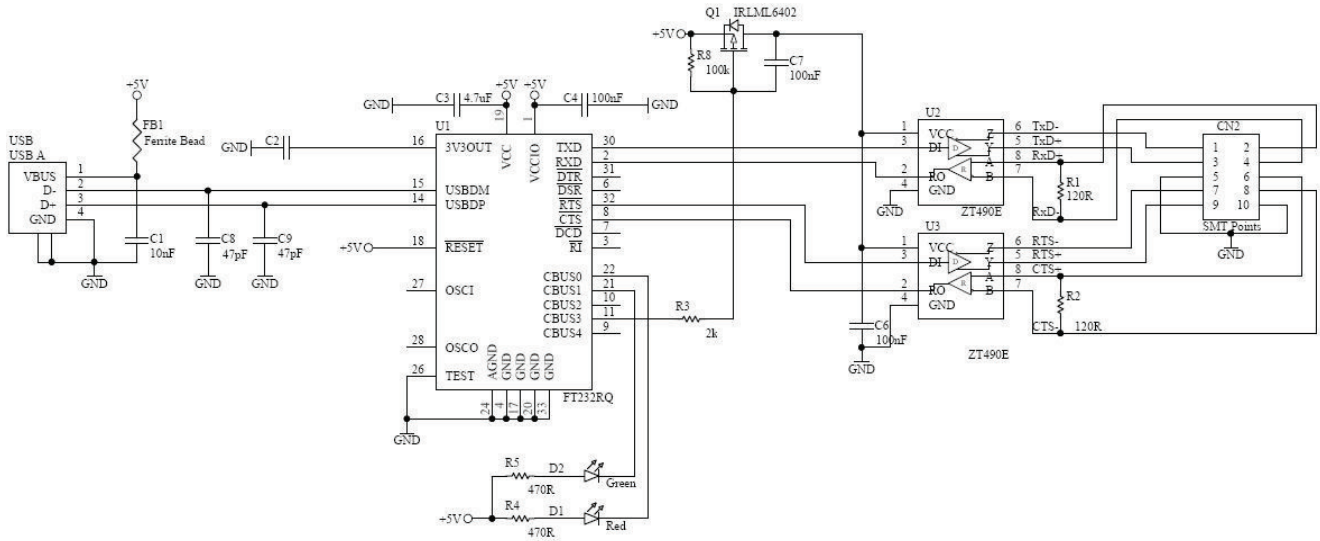 Q1 IRLML6402
+5V
R8
100k
C7
100nF
+5V +5V
GND C3 4.7uF C4 100nF GND
USB
USB A
+5V
FB1
Ferrite Bead
VBUS 1
D- 2
D+ 3
GND 4
GND
C1
10nF
C8
47pF
GND
C9
47pF
GND
GND C2
+5V
U1
19 1
VCC VCCIO
16 3V3OUT
15 USBDM
14 USBDP
18 RESET
27 OSCI
28 OSCO
26 TEST
GND
TXD 30
RXD 2
DTR 31
DSR 6
RTS 32
CTS 8
DCD 7
RI 3
CBUS0 22
CBUS1 21
CBUS2 10
CBUS3 11
CBUS4 9
AGND GND GND GND GND
24 4 17 20 33
FT232RQ
R3
2k
U2
1 VCC Z 6 TxD-
3 DI D Y 5 TxD+
A 8 RxD+
2 RO R B 7
4 GND
GND
ZT490E
R1
120R
RxD-
U3
1 VCC Z 6 RTS-
3 DI D Y 5 RTS+
A 8 CTS+
2 RO R B 7
4 GND
R2
CTS- 120R
ZT490E
C6
100nF
GND
CN2
1 2
3 4
5 6
7 8
9 10
SMT Points
GND
R5 D2
470R Green
R4 D1
+5V
470R Red